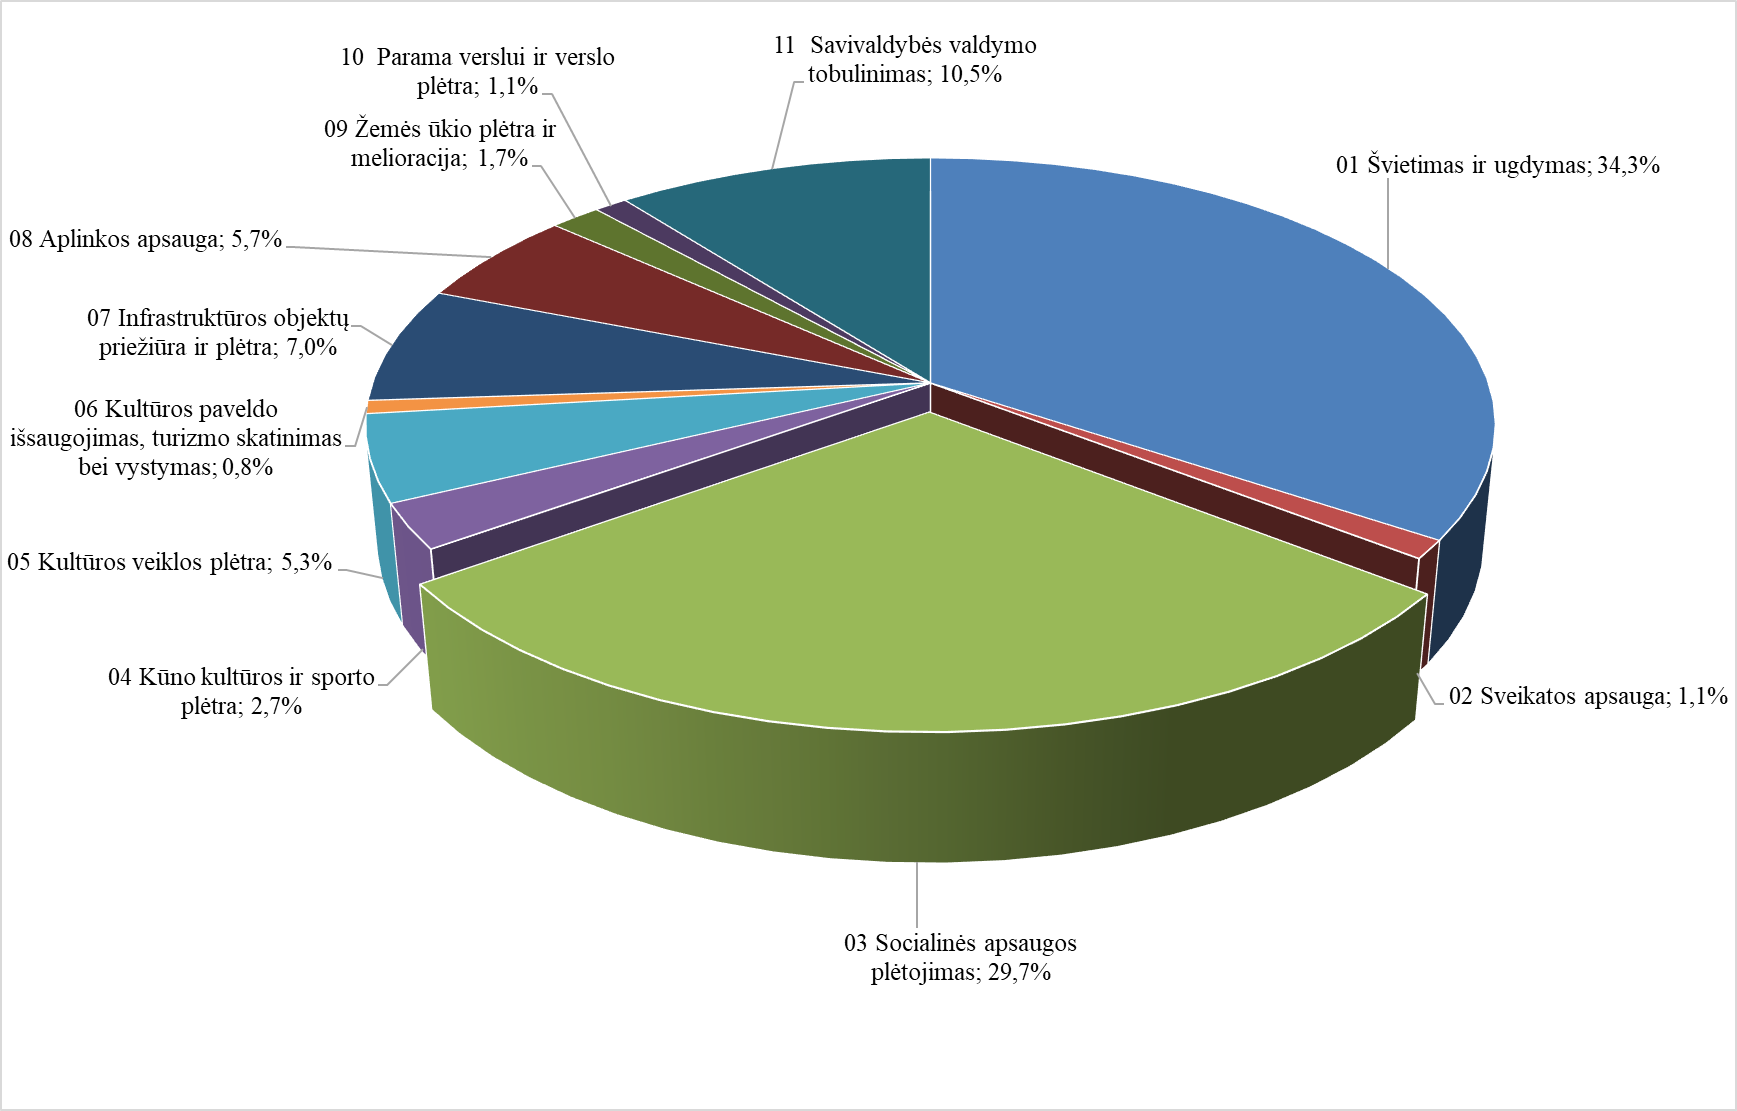 11 Savivaldybės valdymo
tobulinimas; 10,5%
10 Parama verslui ir verslo
plėtra; 1,1%
09 Žemės ūkio plėtra ir
melioracija; 1,7%
01 Švietimas ir ugdymas; 34,3%
08 Aplinkos apsauga; 5,7%
07 Infrastruktūros objektų
priežiūra ir plėtra; 7,0%
06 Kultūros paveldo
išsaugojimas, turizmo skatinimas
bei vystymas; 0,8%
05 Kultūros veiklos plėtra; 5,3%
04 Kūno kultūros ir sporto
plėtra; 2,7%
02 Sveikatos apsauga; 1,1%
03 Socialinės apsaugos
plėtojimas; 29,7%